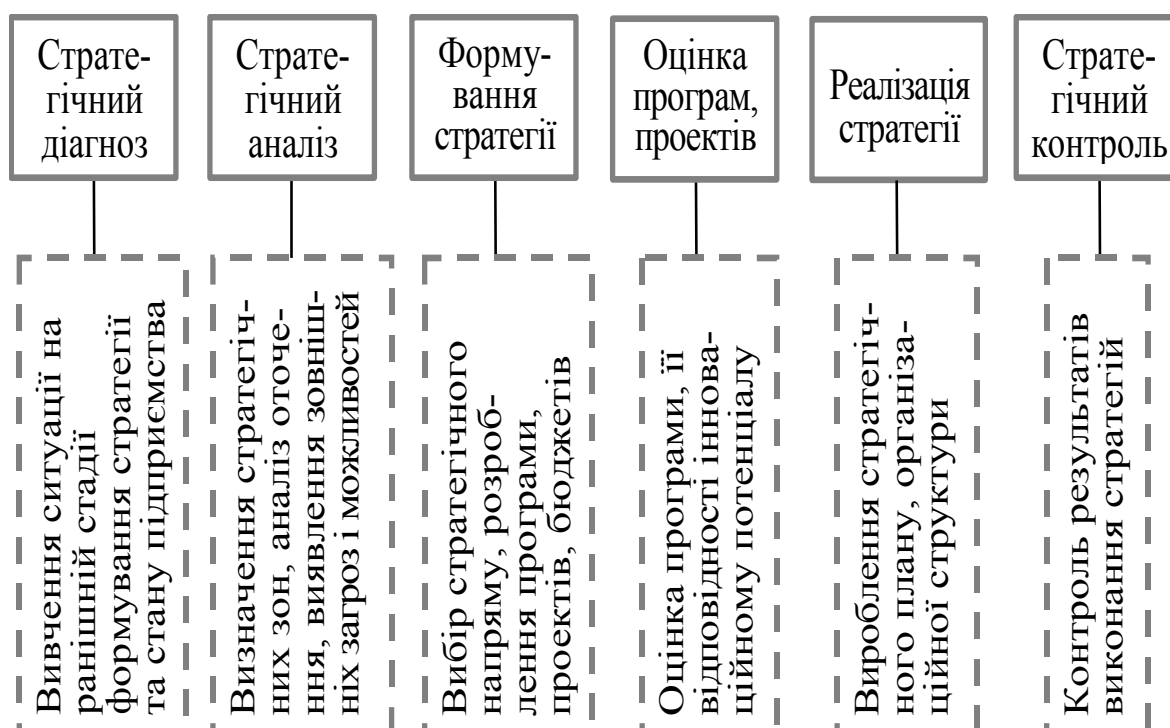 Страте-
гічний
діагноз
Страте-
гічний
аналіз
Форму-
вання
стратегії
Оцінка
програм,
проектів
Реалізація
стратегії
Страте-
гічний
контроль
Вивчення ситуації на
ранішній стадії
формування стратегії
та стану підприємства
Визначення стратегіч-
них зон, аналіз оточе-
ння, виявлення зовніш-
ніх загроз і можливостей
Вибір стратегічного
напряму, розроб-
лення програми,
проектів, бюджетів
Оцінка програми, її
відповідності іннова-
ційному потенціалу
Вироблення стратегіч-
ного плану, організа-
ційної структури
Контроль результатів
виконання стратегій